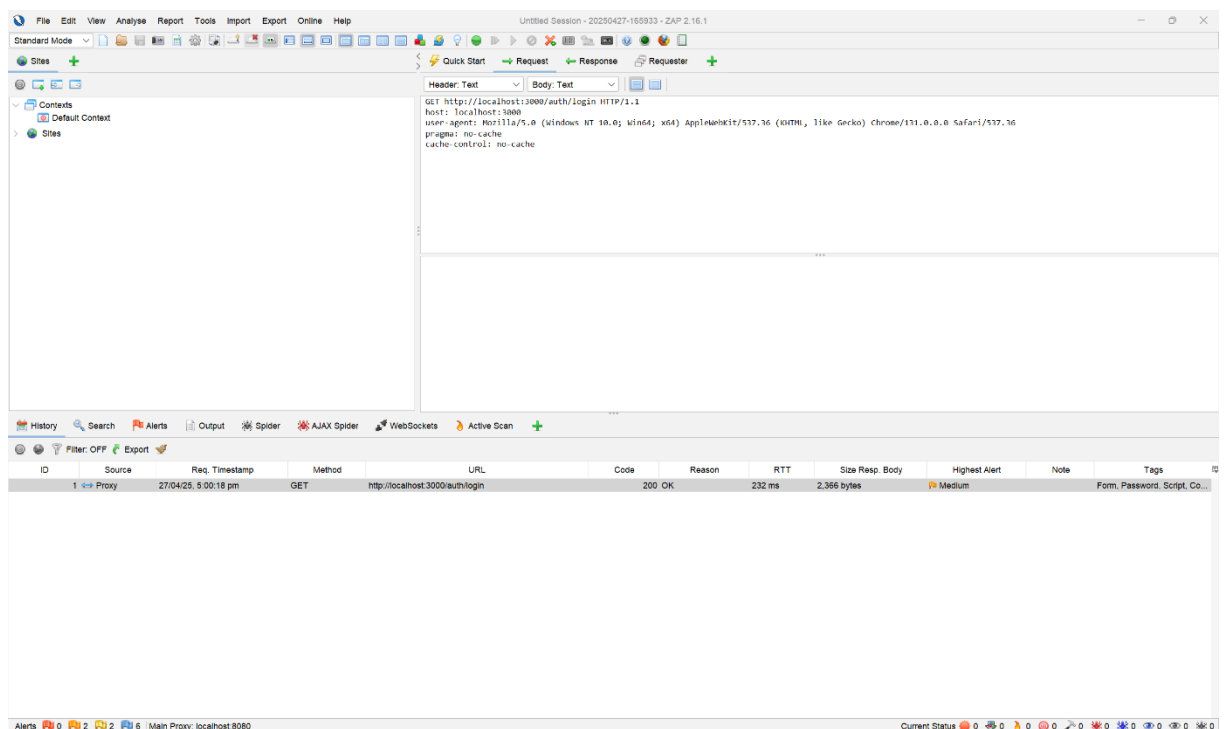 File Edit View Analyse Report Tools Import Export Online Help Untitled Session - 20250427-165933 - ZAP 2.16.1
Standard Mode
Sites
Quick Start Request Response Requester
Header: Text Body: Text
Contexts
Default Context
Sites
GET http://localhost:3000/auth/login HTTP/1.1
host: localhost:3000
user-agent: Mozilla/5.0 (Windows NT 10.0; Win64; x64) AppleWebKit/537.36 (KHTML, like Gecko) Chrome/131.0.0.0 Safari/537.36
pragma: no-cache
cache-control: no-cache
History Search Alerts Output Spider AJAX Spider WebSockets Active Scan
Filter: OFF Export
ID Source Req. Timestamp Method URL Code Reason RTT Size Resp. Body Highest Alert Note Tags
1 Proxy 27/04/25, 5:00:18 pm GET http://localhost:3000/auth/login 200 OK 232 ms 2,366 bytes Medium Form, Password, Script, Co...
Alerts 0 2 2 6 Main Proxy: localhost:8080 Current Status 0 0 0 0 0 0 0 0 0 0